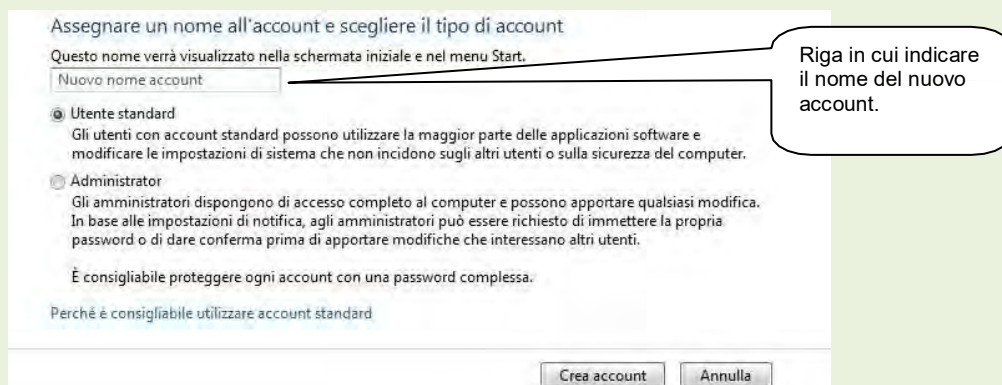 Assegnare un nome all'account e scegliere il tipo di account
Questo nome verrà visualizzato nella schermata iniziale e nel menu Start.
Nuovo nome account
Riga in cui indicare
il nome del nuovo
account.
Utente standard
Gli utenti con account standard possono utilizzare la maggior parte delle applicazioni software e
modificare le impostazioni di sistema che non incidono sugli altri utenti o sulla sicurezza del computer.
Administrator
Gli amministratori dispongono di accesso completo al computer e possono apportare qualsiasi modifica.
In base alle impostazioni di notifica, agli amministratori può essere richiesto di immettere la propria
password o di dare conferma prima di apportare modifiche che interessano altri utenti.
È consigliabile proteggere ogni account con una password complessa.
Perché è consigliabile utilizzare account standard
Crea account
Annulla